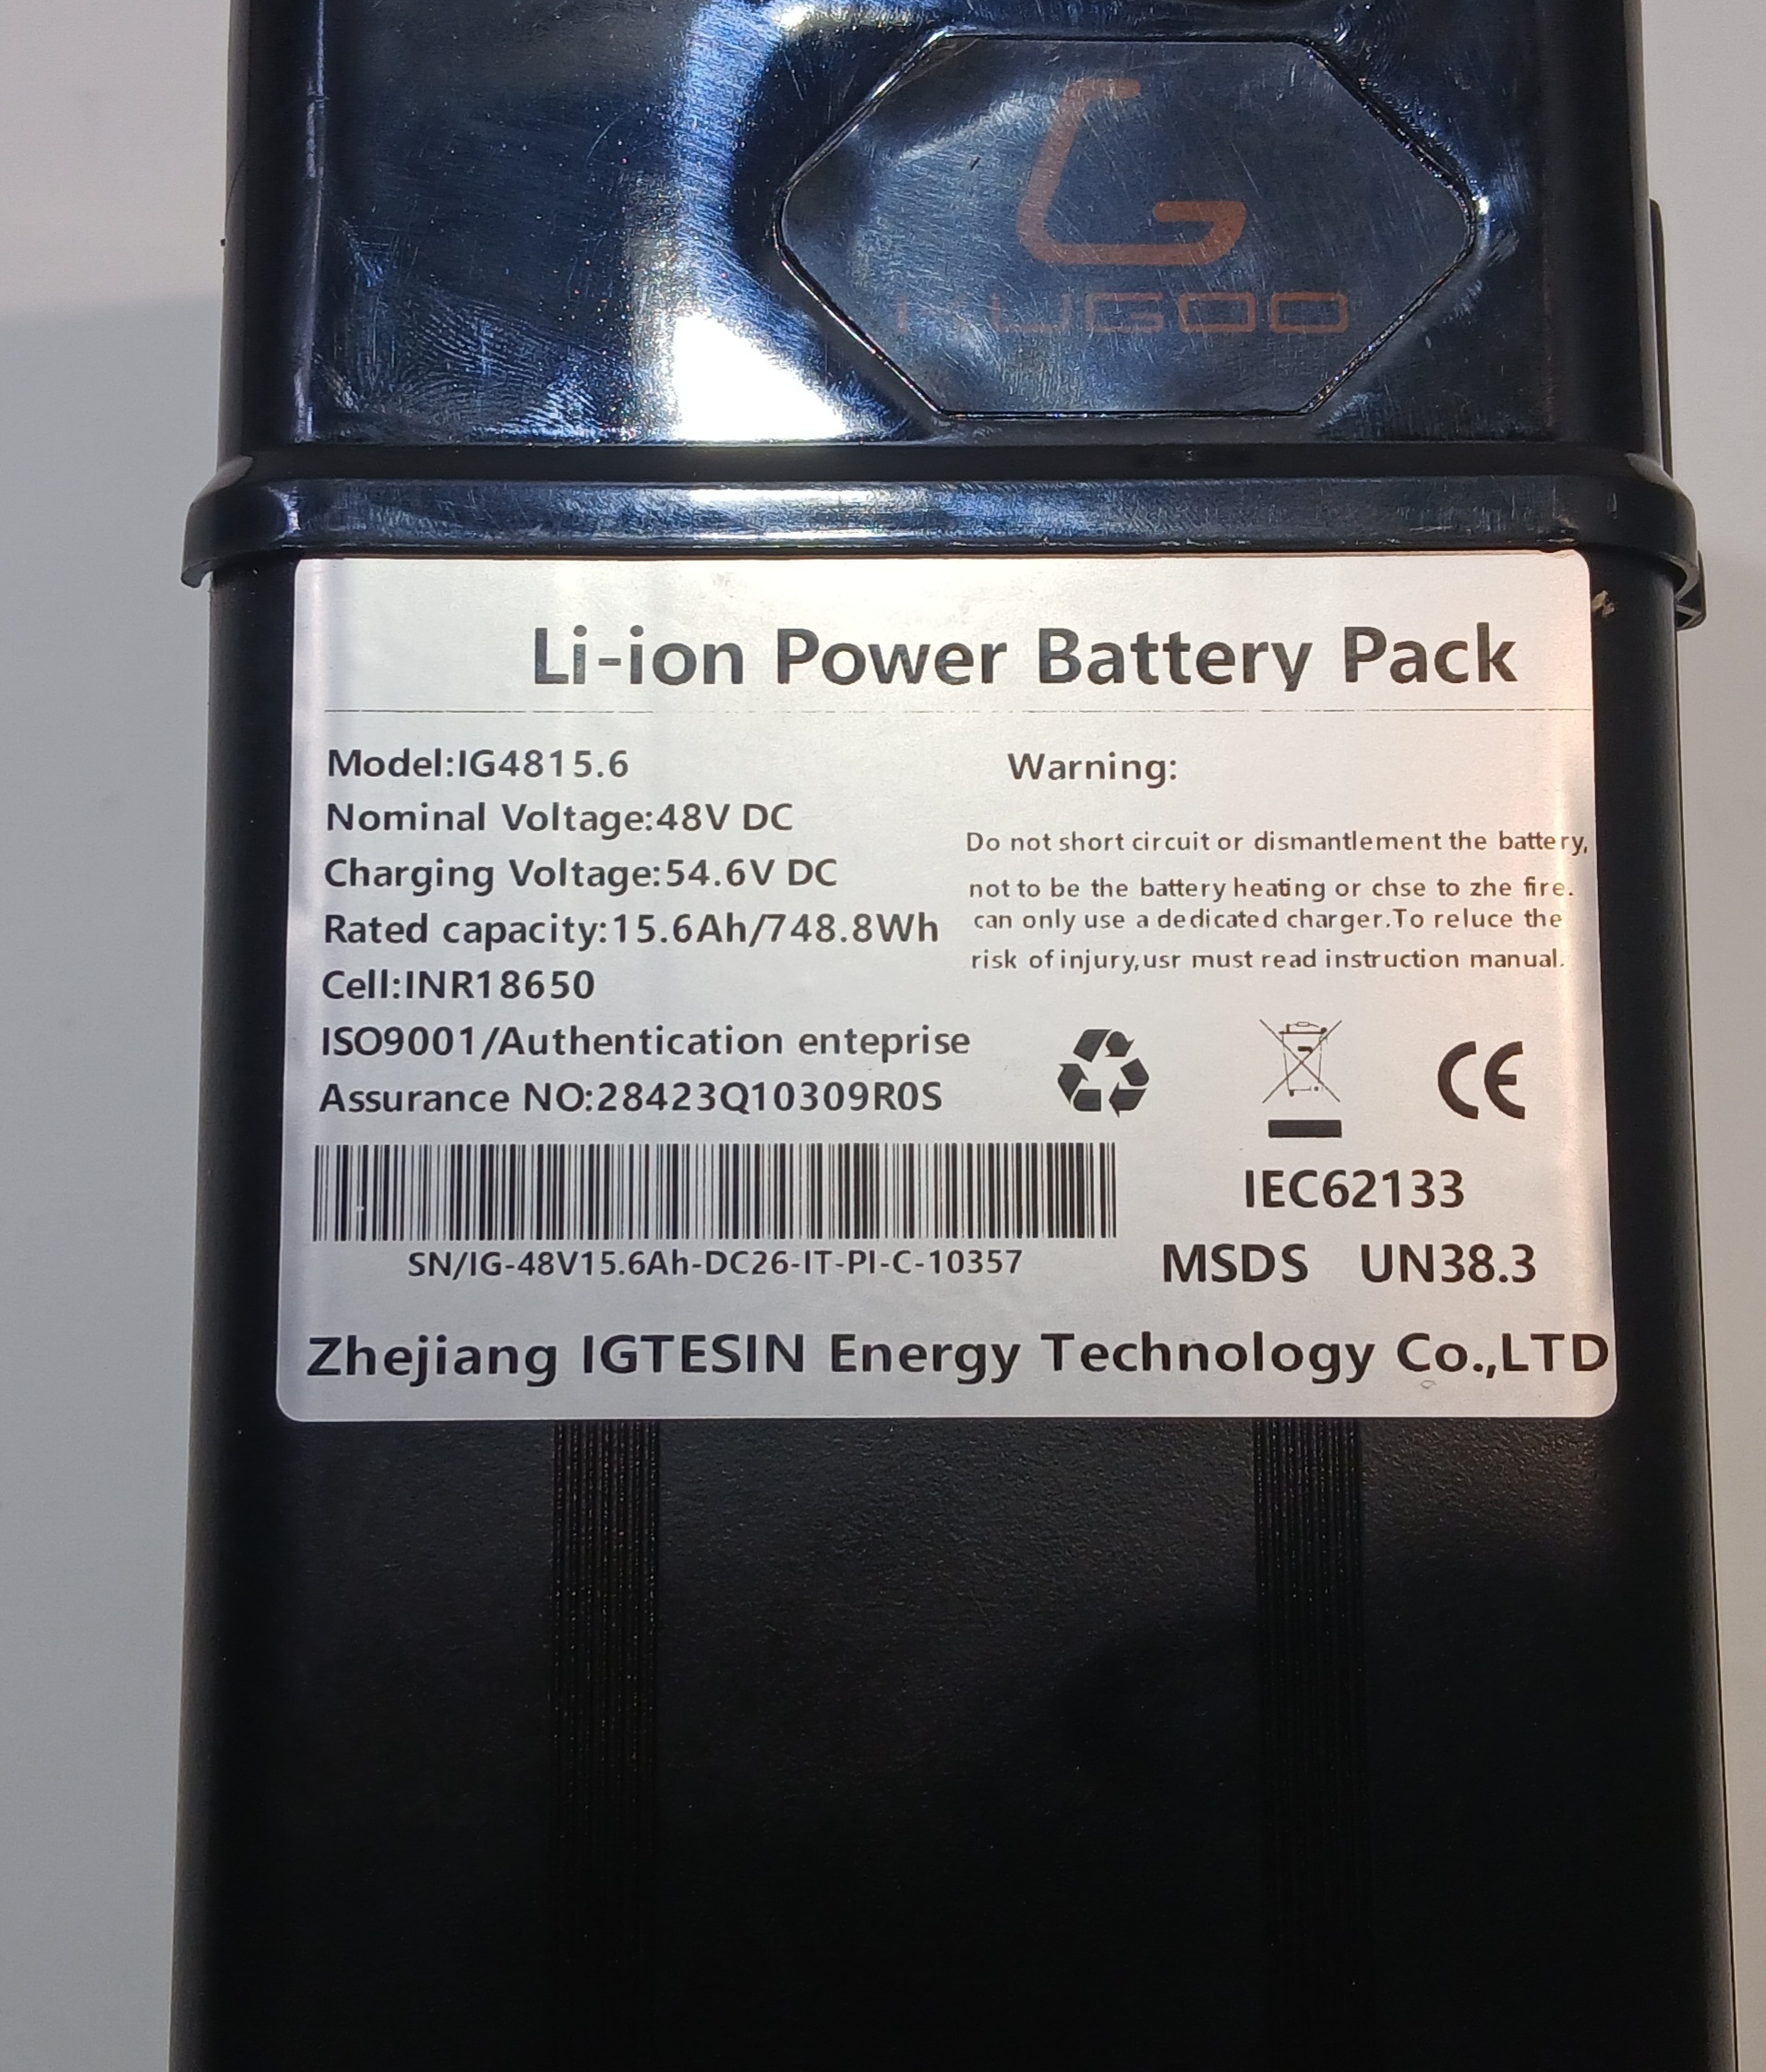 KUGOO
Li-ion Power Battery Pack
Model:IG4815.6
Nominal Voltage:48V DC
Charging Voltage:54.6V DC
Rated capacity:15.6Ah/748.8Wh
Cell:INR18650
ISO9001/Authentication enteprise
Assurance NO:28423Q10309R0S
SN/IG-48V15.6Ah-DC26-IT-PI-C-10357
Warning:
Do not short circuit or dismantlement the battery,
not to be the battery heating or chse to zhe fire.
can only use a dedicated charger.To reluce the
risk of injury,usr must read instruction manual.
CE
IEC62133
MSDS UN38.3
Zhejiang IGTESIN Energy Technology Co.,LTD